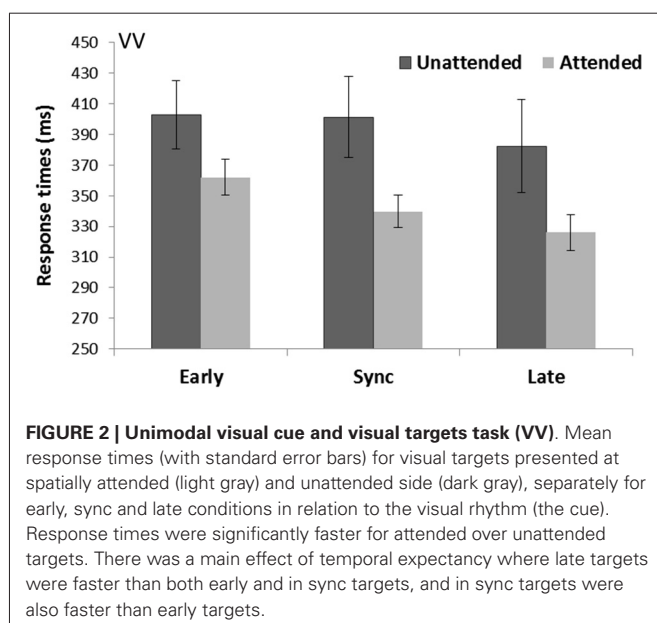 VV
Unattended Attended
Response times (ms)
450
430
410
390
370
350
330
310
290
270
250
Early Sync Late
FIGURE 2 | Unimodal visual cue and visual targets task (VV). Mean
response times (with standard error bars) for visual targets presented at
spatially attended (light gray) and unattended side (dark gray), separately for
early, sync and late conditions in relation to the visual rhythm (the cue).
Response times were significantly faster for attended over unattended
targets. There was a main effect of temporal expectancy where late targets
were faster than both early and in sync targets, and in sync targets were
also faster than early targets.